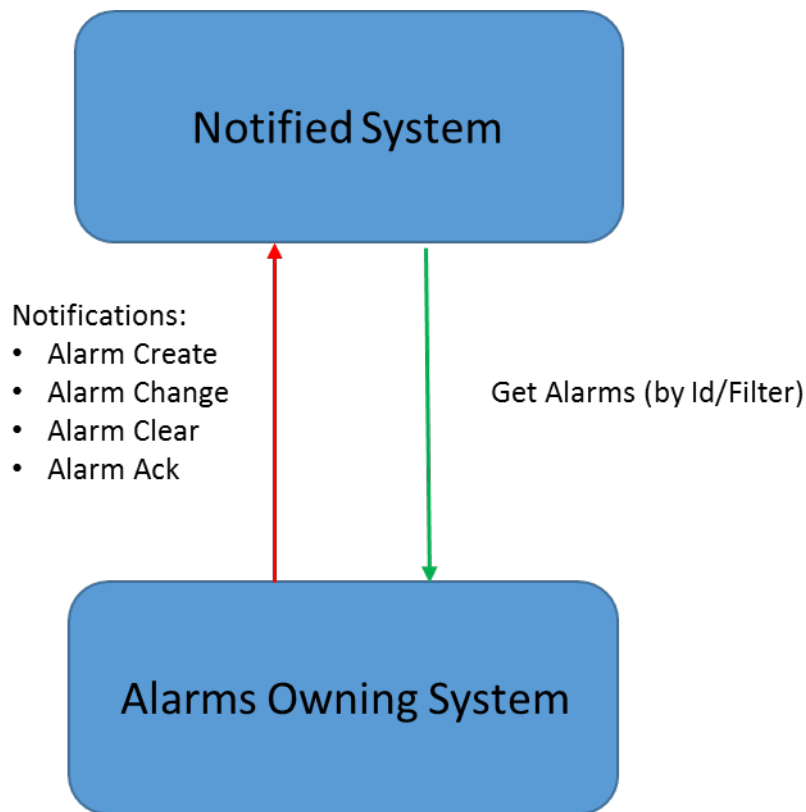 Notified System
Notifications:
• Alarm Create
• Alarm Change
• Alarm Clear
• Alarm Ack
Get Alarms (by Id/Filter)
Alarms Owning System